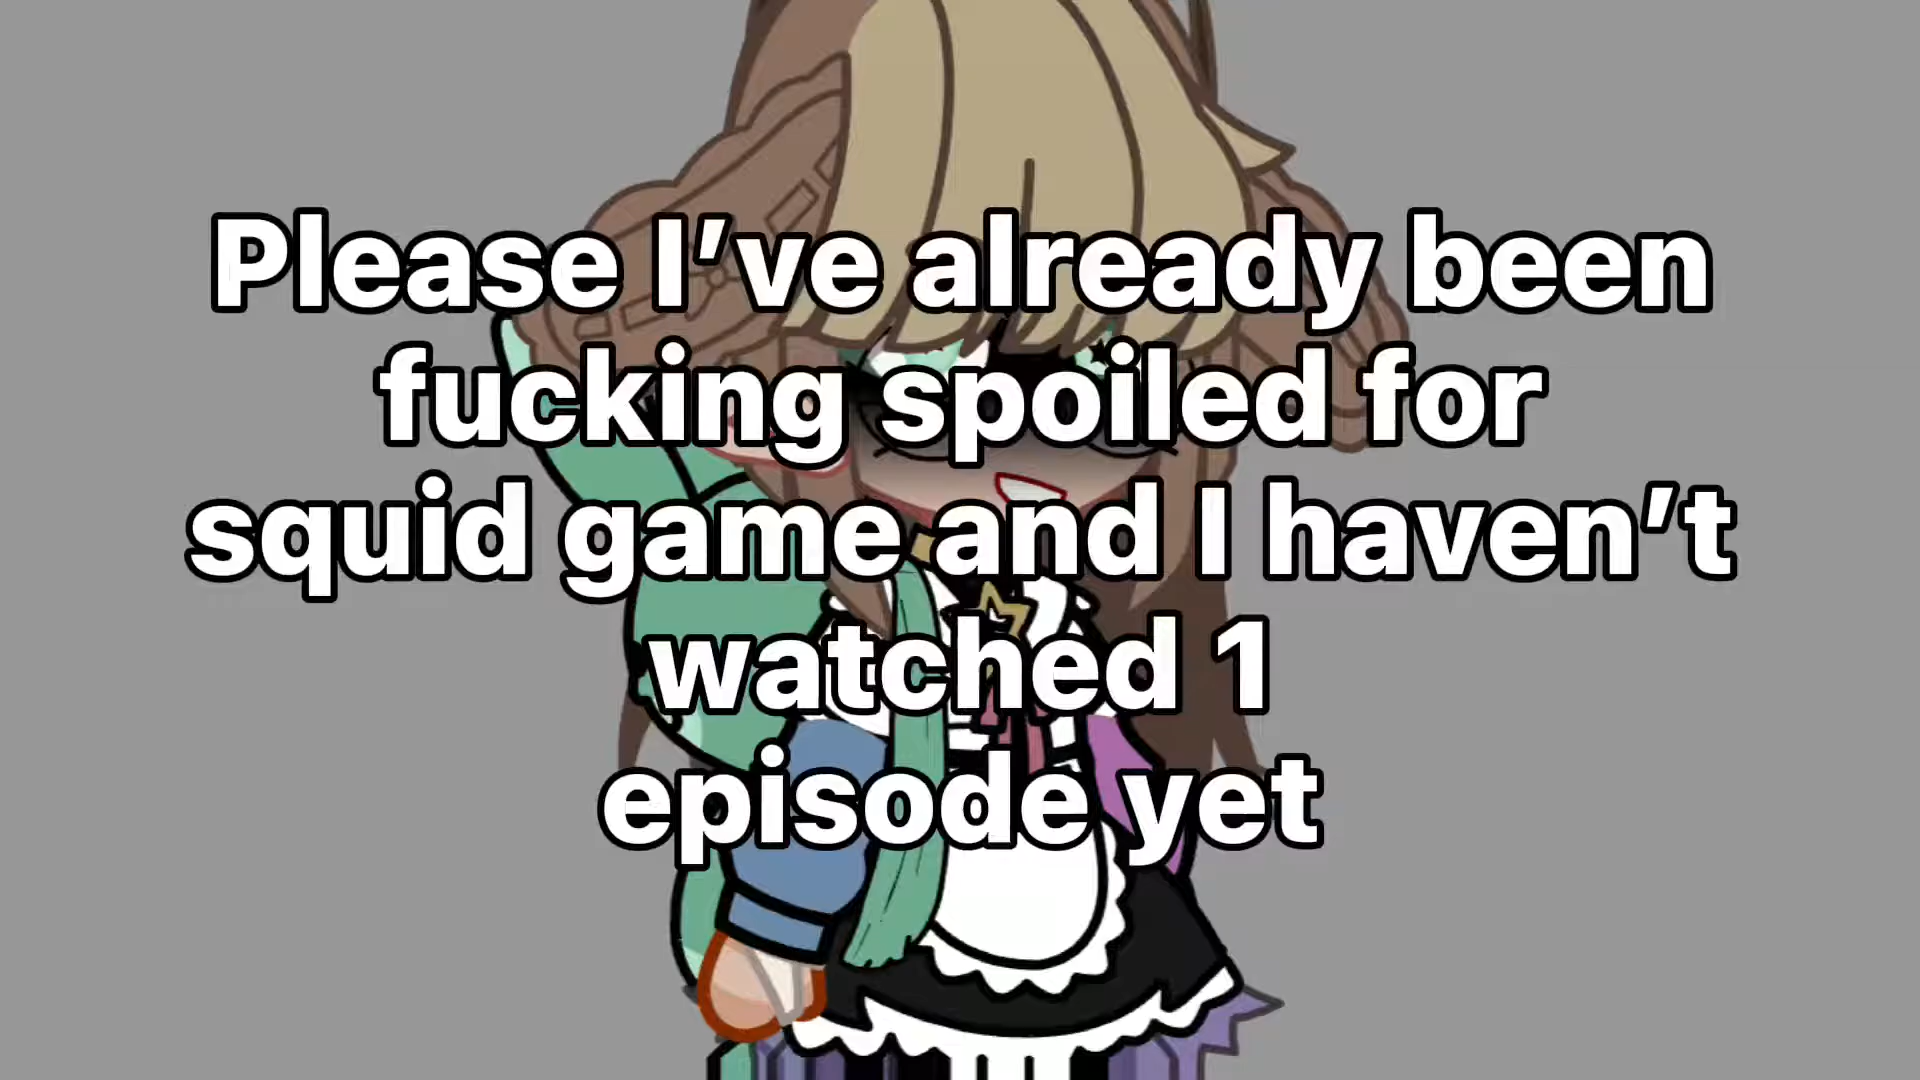 Please I’ve already been
fucking spoiled for
squid game and I haven’t
watched 1
episode yet